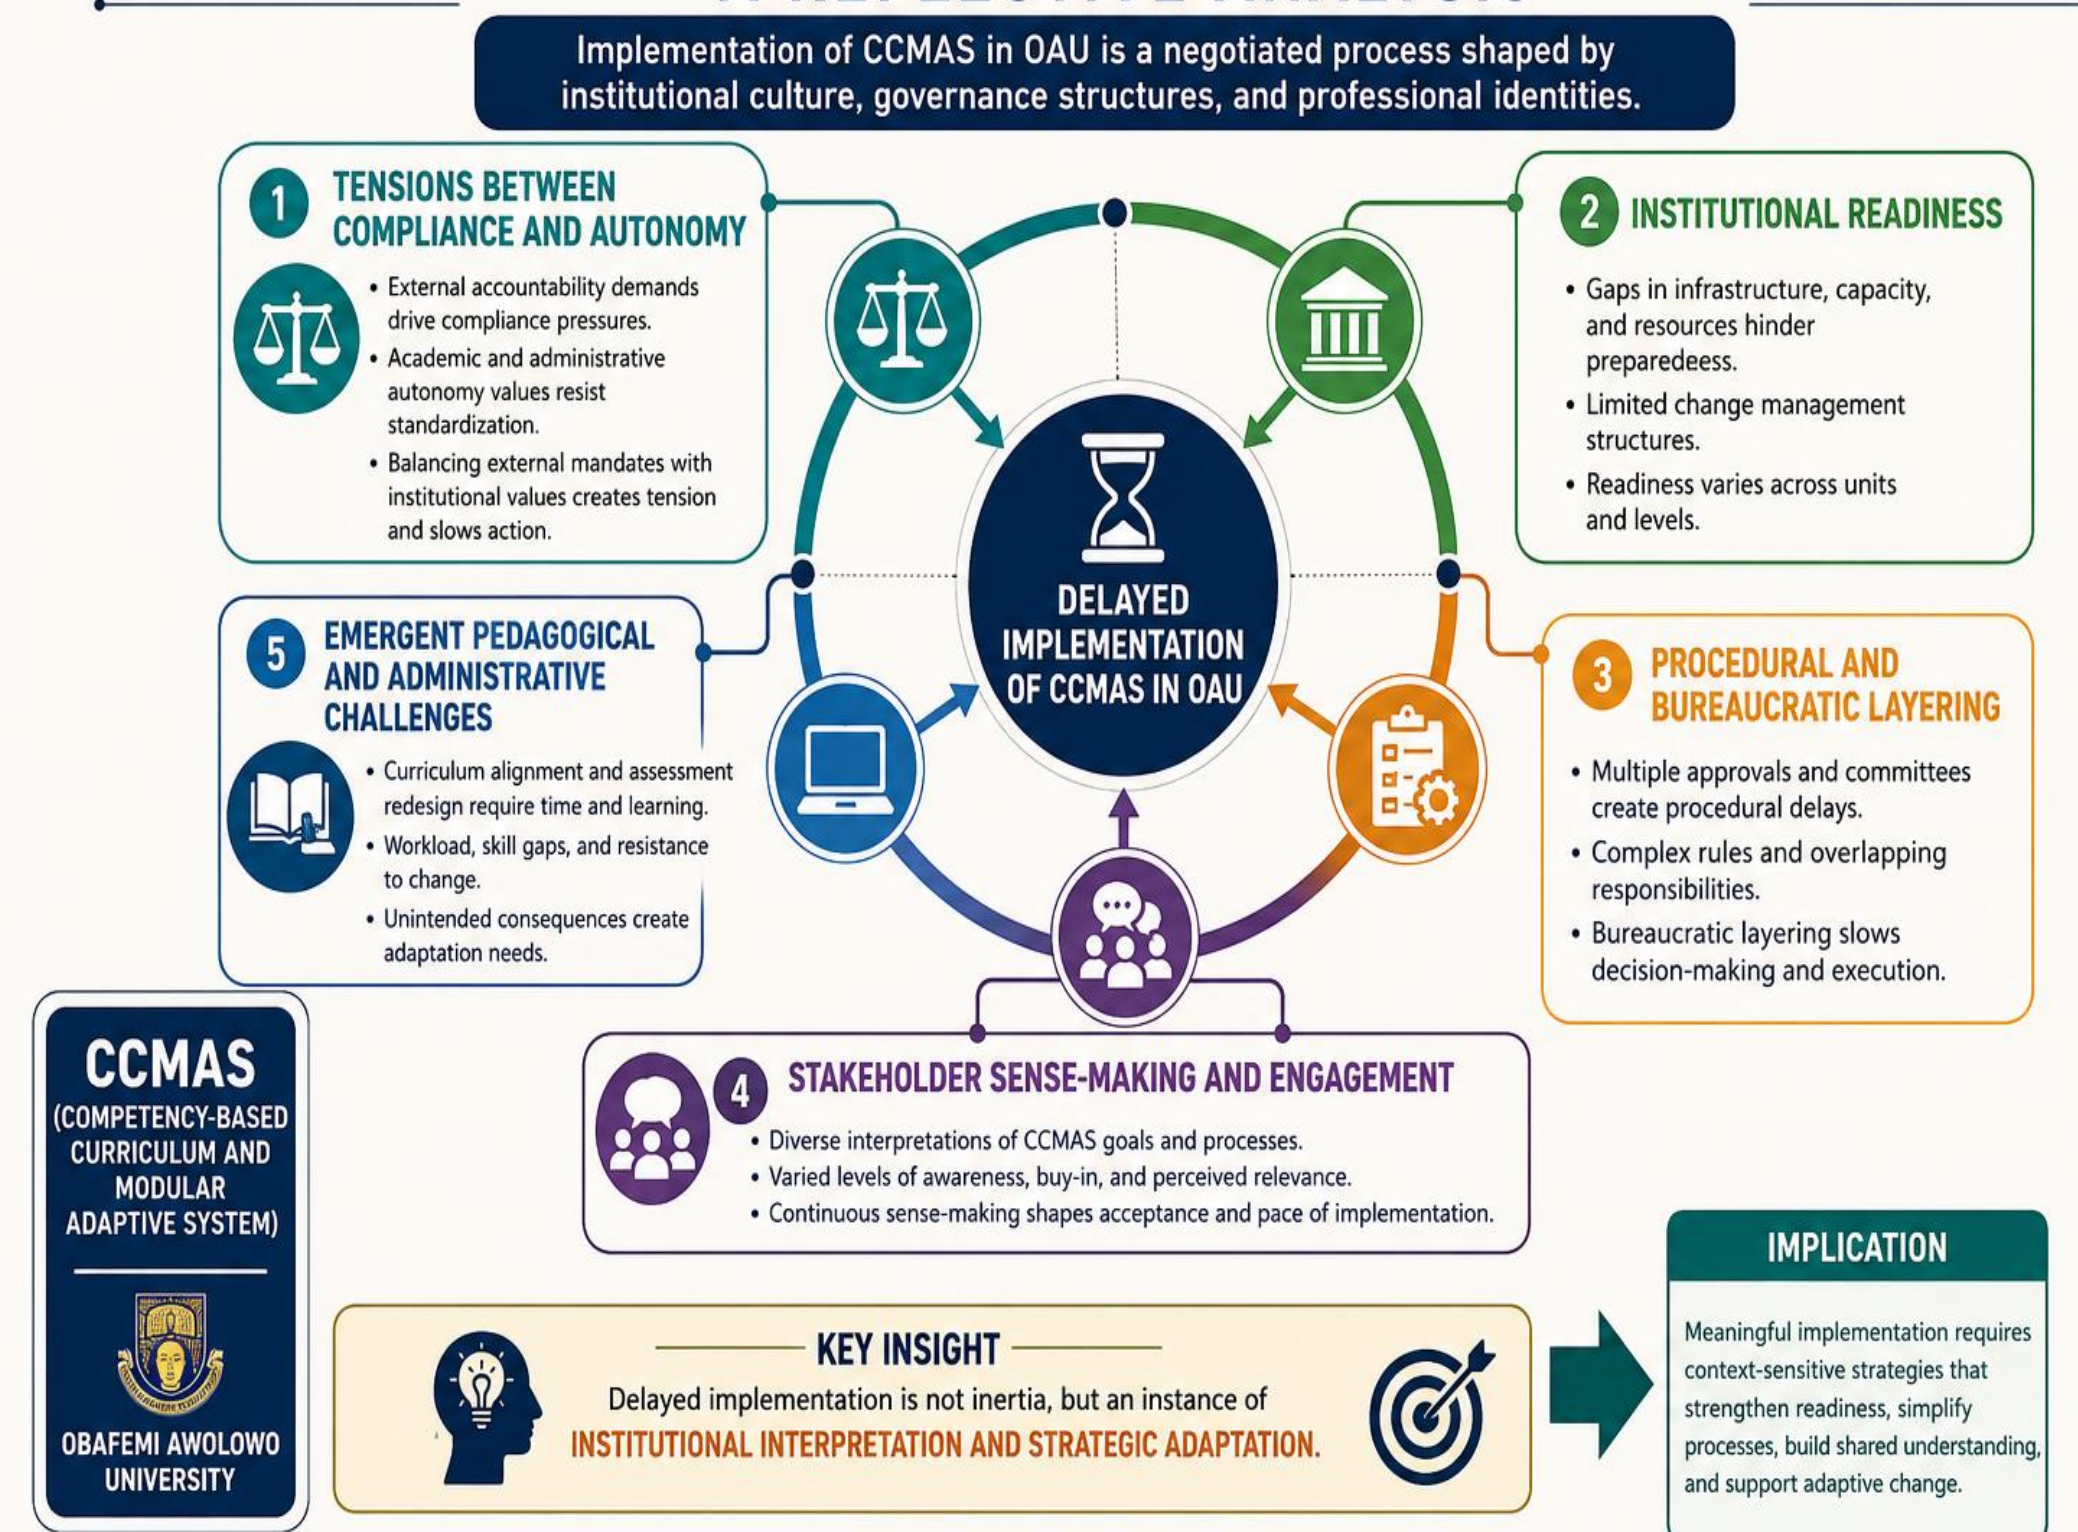 Implementation of CCMAS in OAU is a negotiated process shaped by
institutional culture, governance structures, and professional identities.
1
TENSIONS BETWEEN
COMPLIANCE AND AUTONOMY
• External accountability demands
drive compliance pressures.
• Academic and administrative
autonomy values resist
standardization.
• Balancing external mandates with
institutional values creates tension
and slows action.
2 INSTITUTIONAL READINESS
• Gaps in infrastructure, capacity,
and resources hinder
preparedeess.
• Limited change management
structures.
• Readiness varies across units
and levels.
DELAYED
IMPLEMENTATION
OF CCMAS IN OAU
3
PROCEDURAL AND
BUREAUCRATIC LAYERING
• Multiple approvals and committees
create procedural delays.
• Complex rules and overlapping
responsibilities.
• Bureaucratic layering slows
decision-making and execution.
5
EMERGENT PEDAGOGICAL
AND ADMINISTRATIVE
CHALLENGES
• Curriculum alignment and assessment
redesign require time and learning.
• Workload, skill gaps, and resistance
to change.
• Unintended consequences create
adaptation needs.
4 STAKEHOLDER SENSE-MAKING AND ENGAGEMENT
• Diverse interpretations of CCMAS goals and processes.
• Varied levels of awareness, buy-in, and perceived relevance.
• Continuous sense-making shapes acceptance and pace of implementation.
CCMAS
(COMPETENCY-BASED
CURRICULUM AND
MODULAR
ADAPTIVE SYSTEM)
OBAFEMI AWOLOWO
UNIVERSITY
KEY INSIGHT
Delayed implementation is not inertia, but an instance of
INSTITUTIONAL INTERPRETATION AND STRATEGIC ADAPTATION.
IMPLICATION
Meaningful implementation requires
context-sensitive strategies that
strengthen readiness, simplify
processes, build shared understanding,
and support adaptive change.